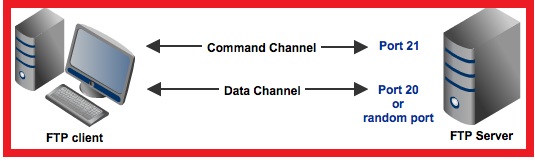 Command Channel Port 21
Data Channel Port 20
or
random port
FTP client
FTP Server